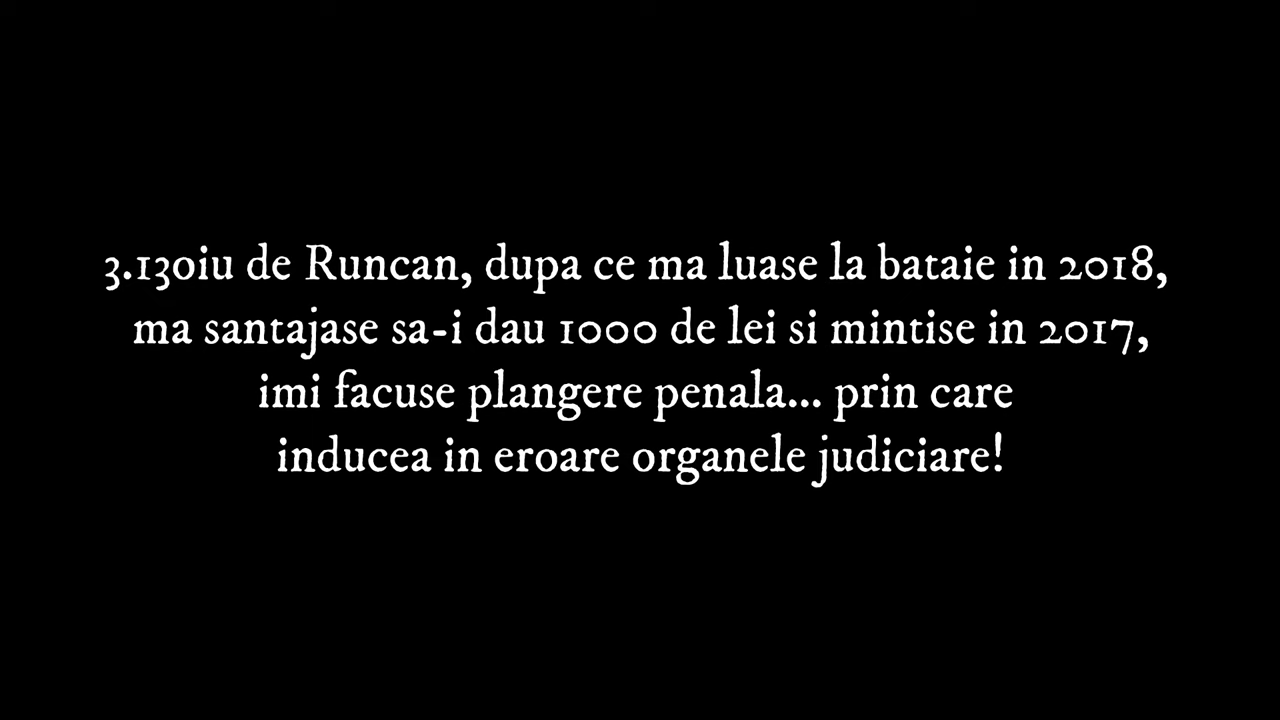 3.13oiu de Runcan, dupa ce ma luase la bataie in 2018,
ma santajase sa-i dau 1000 de lei si mintise in 2017,
imi facuse plangere penala... prin care
inducea in eroare organele judiciare!